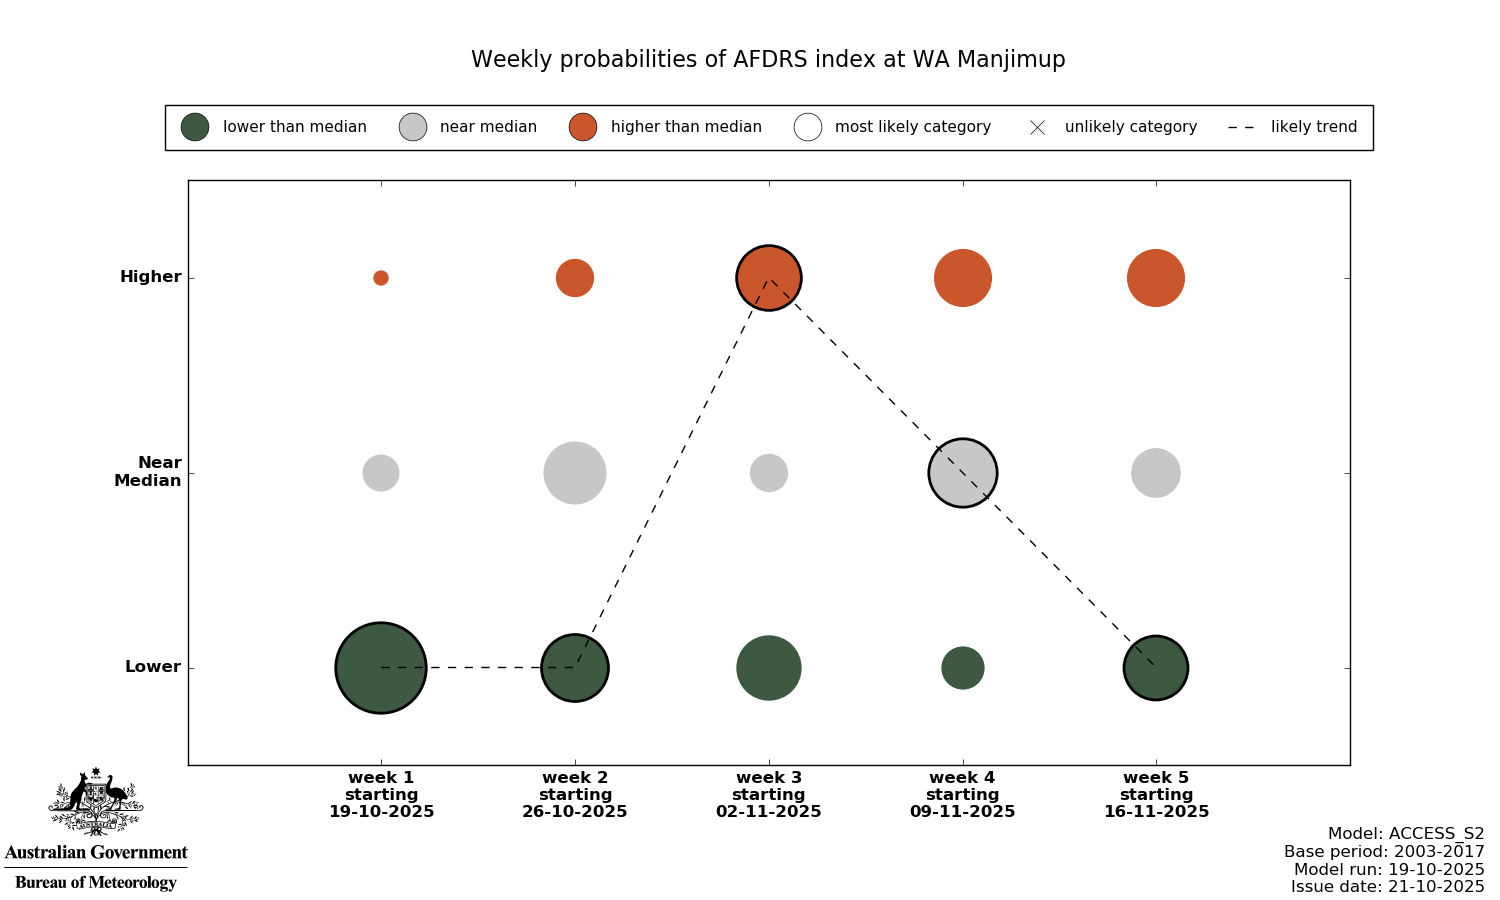 Weekly probabilities of AFDRS index at WA Manjimup
lower than median near median higher than median most likely category unlikely category likely trend
Higher
Near
Median
Lower
week 1
starting
19-10-2025
week 2
starting
26-10-2025
week 3
starting
02-11-2025
week 4
starting
09-11-2025
week 5
starting
16-11-2025
AUSTRALIA
Australian Government
Bureau of Meteorology
Model: ACCESS_S2
Base period: 2003-2017
Model run: 19-10-2025
Issue date: 21-10-2025